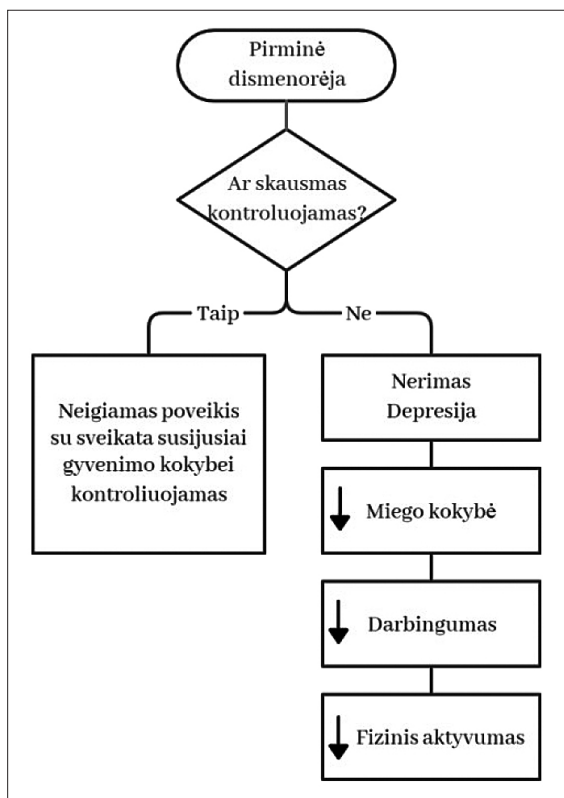 Pirminė
dismenorėja
Ar skausmas
kontroluojamas?
Taip
Ne
Neigiamas poveikis
su sveikata susijusiai
gyvenimo kokybei
kontroliuojamas
Nerimas
Depresija
Miego kokybė
Darbingumas
Fizinis aktyvumas